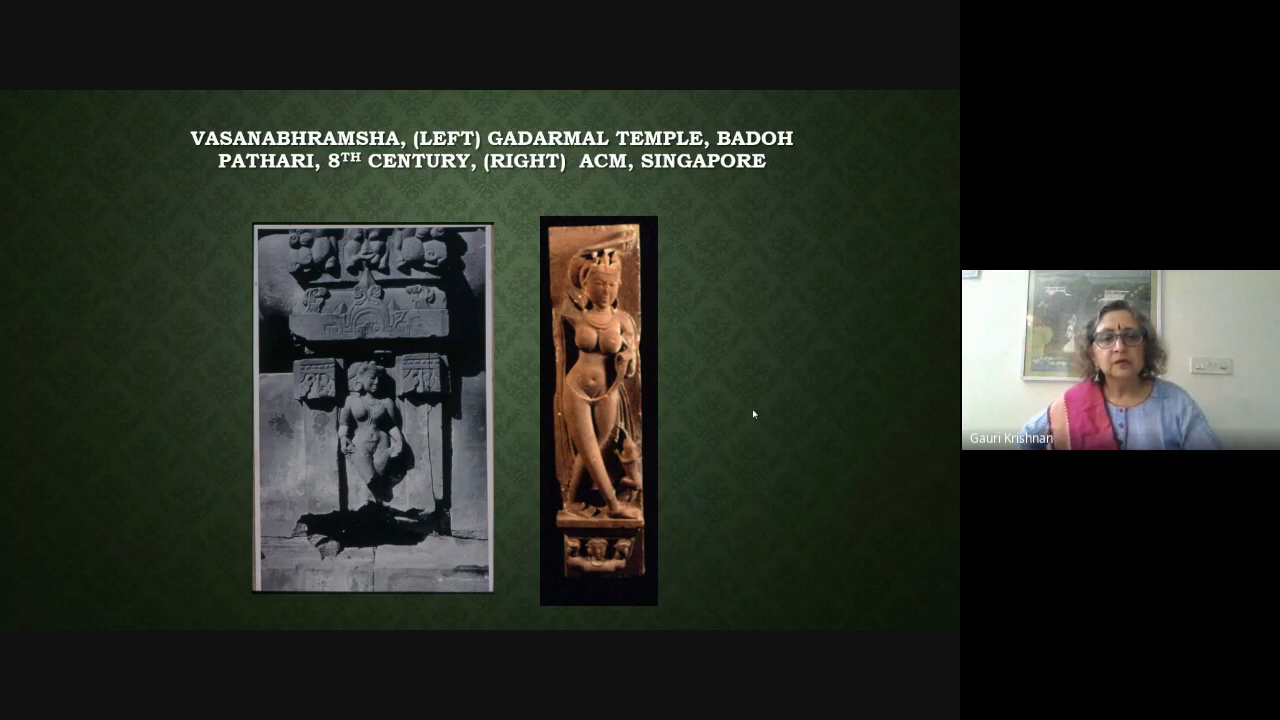 VASANABHRAMSHA, (LEFT) GADARMAL TEMPLE, BADOH
PATHARI, 8TH CENTURY, (RIGHT) ACM, SINGAPORE
Gauri Krishnan